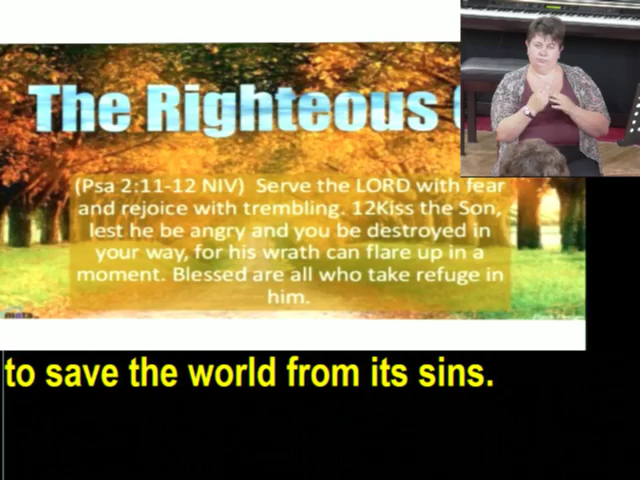 The Righteous
(Psa 2:11-12 NIV) Serve the LORD with fear
and rejoice with trembling. 12Kiss the Son,
lest he be angry and you be destroyed in
your way, for his wrath can flare up in a
moment. Blessed are all who take refuge in
him.
to save the world from its sins.